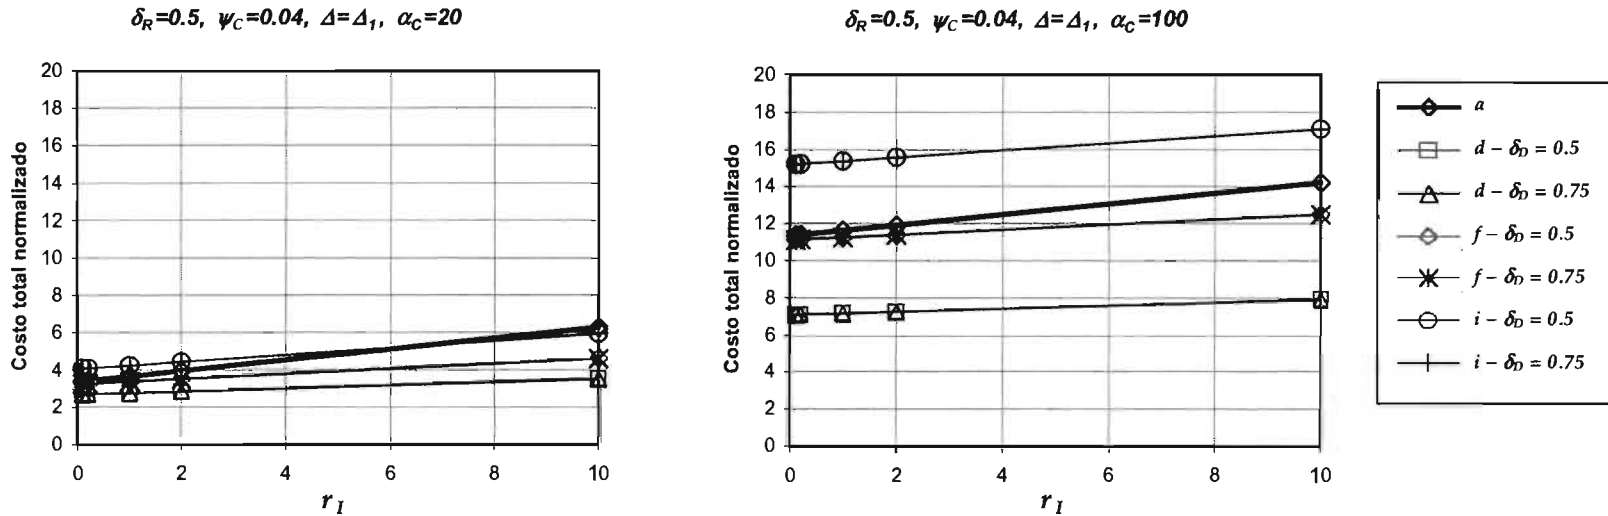 δR=0.5, ψC=0.04, Δ=Δ1, αC=20
Costo total normalizado
20
18
16
14
12
10
8
6
4
2
0
0 2 4 6 8 10
r I
δR=0.5, ψC=0.04, Δ=Δ1, αC=100
Costo total normalizado
20
18
16
14
12
10
8
6
4
2
0
0 2 4 6 8 10
r I
a
d – δD = 0.5
d – δD = 0.75
f – δD = 0.5
f – δD = 0.75
i – δD = 0.5
i – δD = 0.75